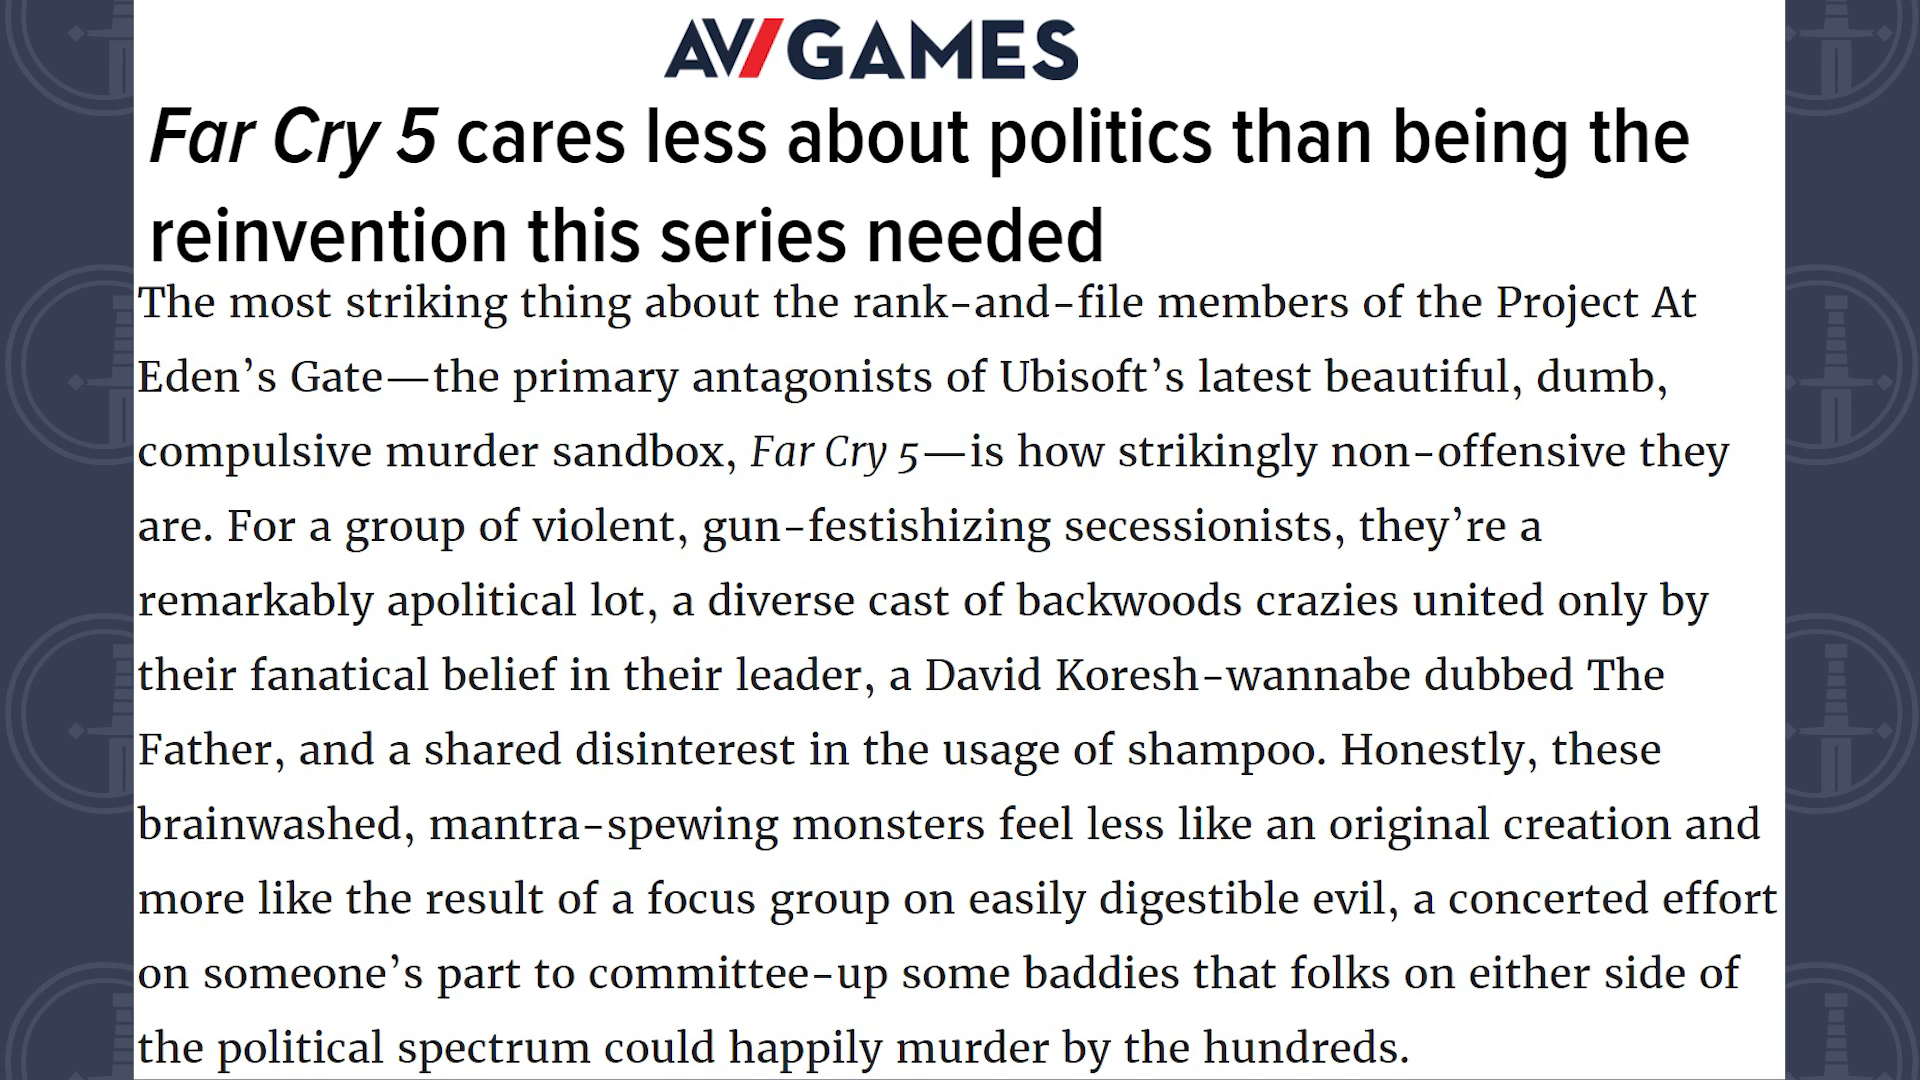 AV/GAMES
Far Cry 5 cares less about politics than being the
reinvention this series needed
The most striking thing about the rank-and-file members of the Project At
Eden’s Gate—the primary antagonists of Ubisoft’s latest beautiful, dumb,
compulsive murder sandbox, Far Cry 5—is how strikingly non-offensive they
are. For a group of violent, gun-festishizing secessionists, they’re a
remarkably apolitical lot, a diverse cast of backwoods crazies united only by
their fanatical belief in their leader, a David Koresh-wannabe dubbed The
Father, and a shared disinterest in the usage of shampoo. Honestly, these
brainwashed, mantra-spewing monsters feel less like an original creation and
more like the result of a focus group on easily digestible evil, a concerted effort
on someone’s part to committee-up some baddies that folks on either side of
the political spectrum could happily murder by the hundreds.